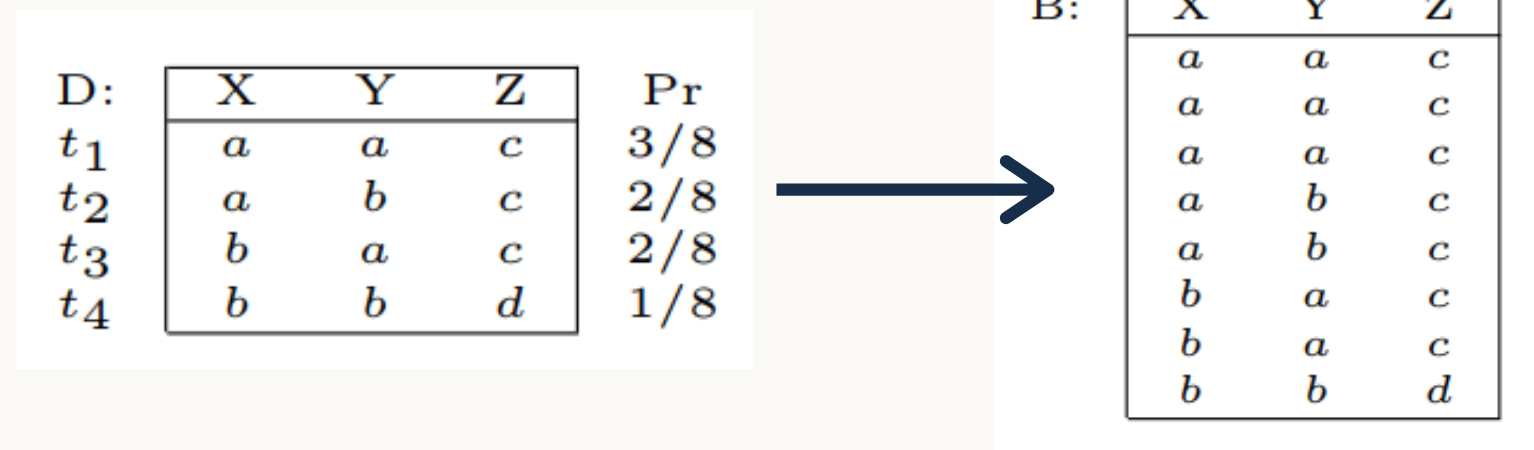 D: X Y Z Pr
t1 a a c 3/8
t2 a b c 2/8
t3 b a c 2/8
t4 b b d 1/8
B: X Y Z
a a c
a a c
a a c
a b c
a b c
b a c
b a c
b b d